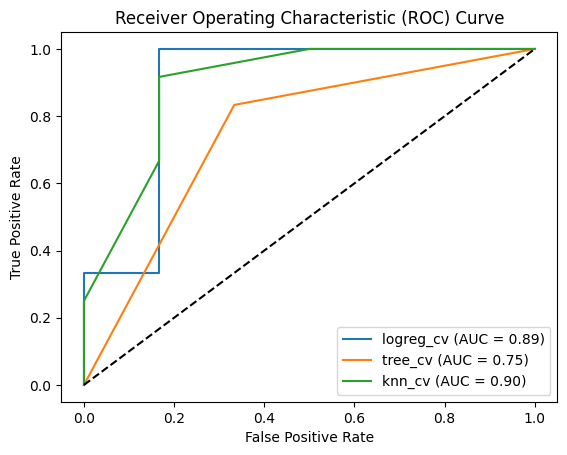 Receiver Operating Characteristic (ROC) Curve
True Positive Rate
1.0
0.8
0.6
0.4
0.2
0.0
logreg_cv (AUC = 0.89)
tree_cv (AUC = 0.75)
knn_cv (AUC = 0.90)
0.0 0.2 0.4 0.6 0.8 1.0
False Positive Rate